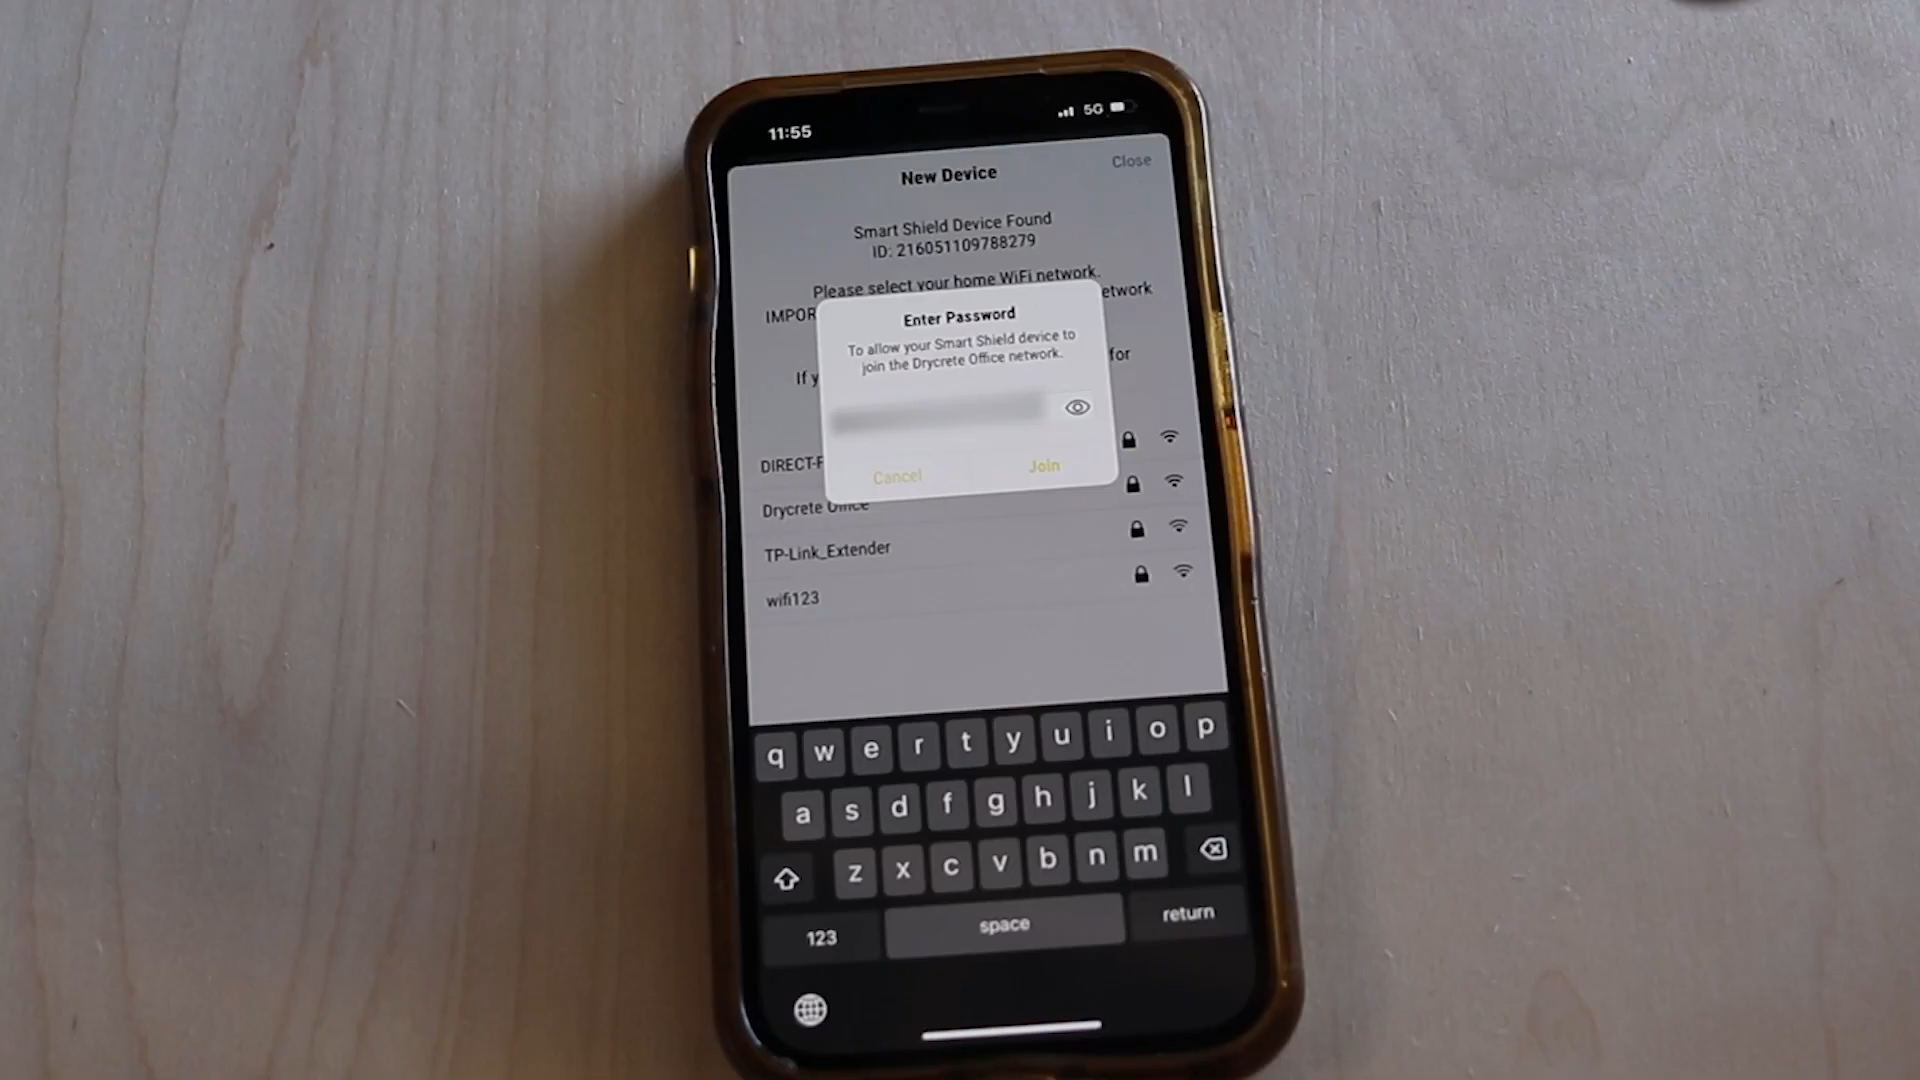 11:55
5G
New Device
Close
Smart Shield Device Found
ID: 216051109788279
Please select your home WiFi network.
IMPOR
etwork
Enter Password
To allow your Smart Shield device to
join the Drycrete Office network.
If y
for
Cancel
Join
DIRECT-F
Drycrete Office
TP-Link_Extender
wifi123
q w e r t y u i o p
a s d f g h j k l
z x c v b n m
123
space
return